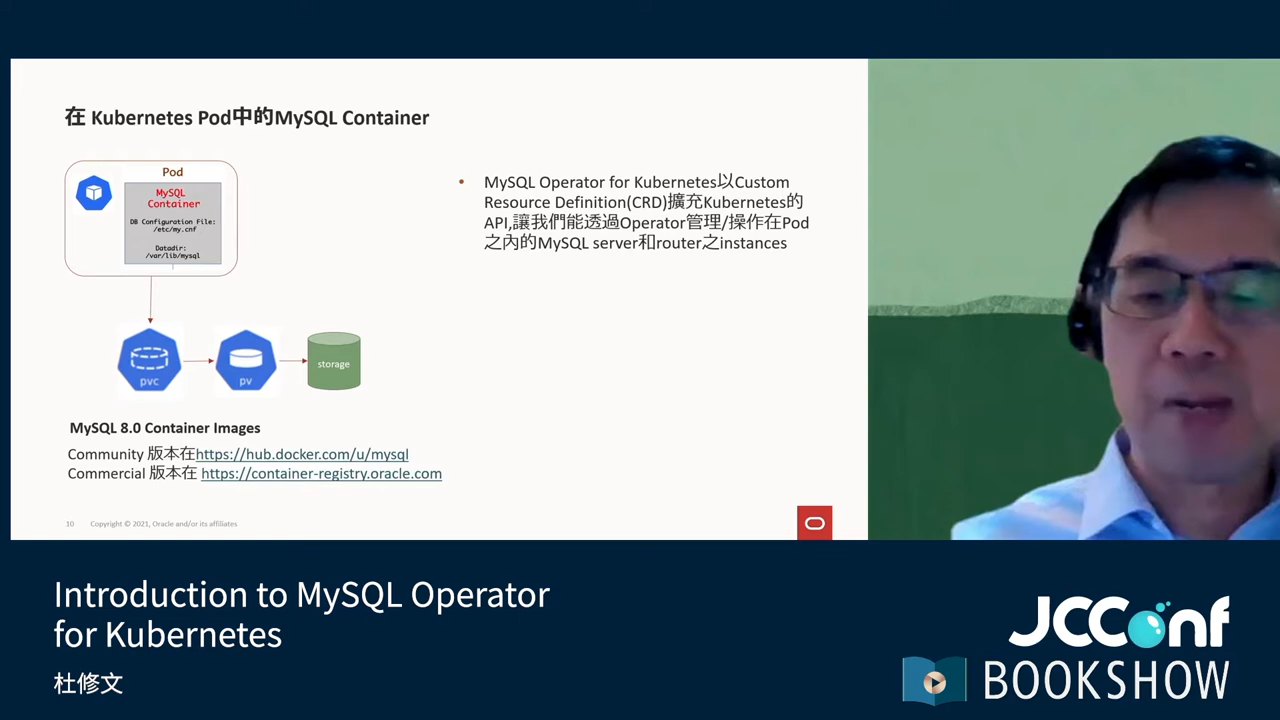 在 Kubernetes Pod中的MySQL Container
Pod
MySQL
Container
DB Configuration File:
/etc/my.cnf
Datadir:
/var/lib/mysql
pvc
pv
storage
MySQL 8.0 Container Images
Community 版本在https://hub.docker.com/u/mysql
Commercial 版本在 https://container-registry.oracle.com
• MySQL Operator for Kubernetes以Custom
Resource Definition(CRD)擴充Kubernetes的
API,讓我們能透過Operator管理/操作在Pod
之內的MySQL server和router之instances
10 Copyright © 2021, Oracle and/or its affiliates
Introduction to MySQL Operator
for Kubernetes
杜修文
JCConf
BOOKSHOW